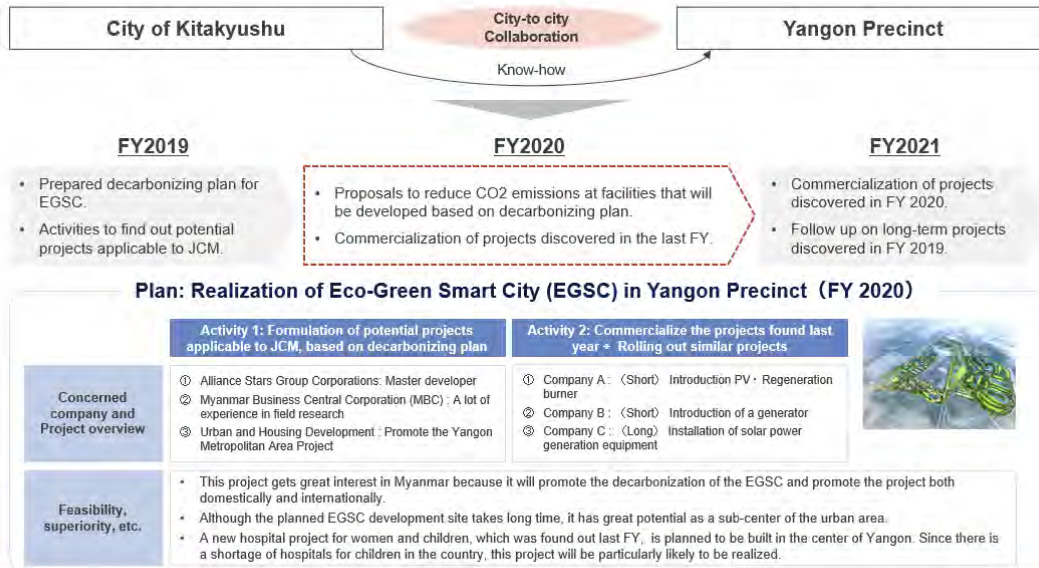 City of Kitakyushu
City-to city
Collaboration
Yangon Precinct
Know-how
FY2019
• Prepared decarbonizing plan for
EGSC.
• Activities to find out potential
projects applicable to JCM.
FY2020
• Proposals to reduce CO2 emissions at facilities that will
be developed based on decarbonizing plan.
• Commercialization of projects discovered in the last FY.
FY2021
• Commercialization of projects
discovered in FY 2020.
• Follow up on long-term projects
discovered in FY 2019.
Plan: Realization of Eco-Green Smart City (EGSC) in Yangon Precinct（FY 2020）
Activity 1: Formulation of potential projects
applicable to JCM, based on decarbonizing plan
Activity 2: Commercialize the projects found last
year + Rolling out similar projects
Concerned
company and
Project overview
① Alliance Stars Group Corporations: Master developer
② Myanmar Business Central Corporation (MBC) : A lot of
experience in field research
③ Urban and Housing Development : Promote the Yangon
Metropolitan Area Project
① Company A : 〈Short〉 Introduction PV・Regeneration
burner
② Company B : 〈Short〉 Introduction of a generator
③ Company C : 〈Long〉 Installation of solar power
generation equipment
Feasibility,
superiority, etc.
• This project gets great interest in Myanmar because it will promote the decarbonization of the EGSC and promote the project both
domestically and internationally.
• Although the planned EGSC development site takes long time, it has great potential as a sub-center of the urban area.
• A new hospital project for women and children, which was found out last FY, is planned to be built in the center of Yangon. Since there is
a shortage of hospitals for children in the country, this project will be particularly likely to be realized.